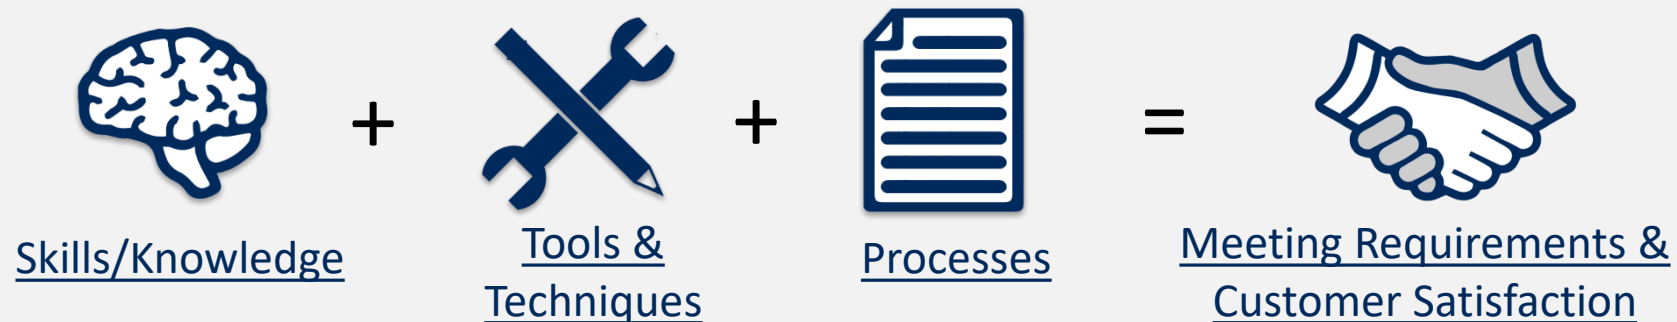 +
+
=
Skills/Knowledge
Tools &
Techniques
Processes
Meeting Requirements &
Customer Satisfaction